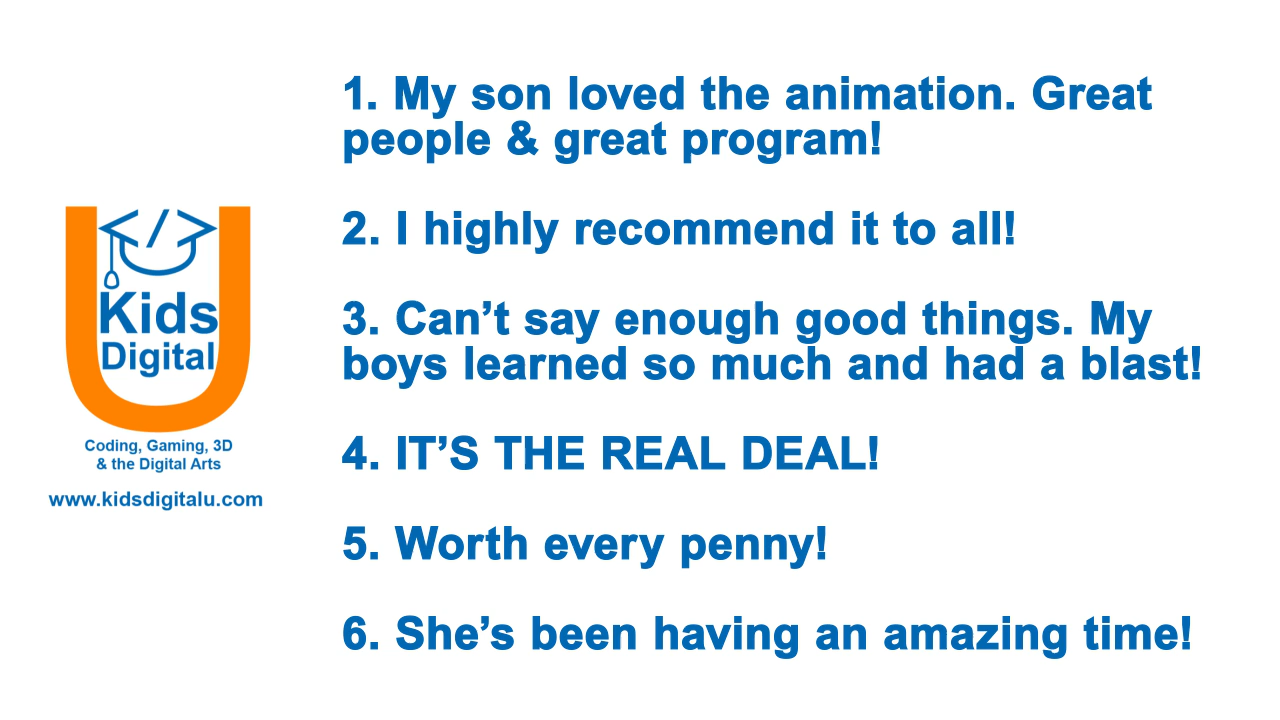 1. My son loved the animation. Great
people & great program!
2. I highly recommend it to all!
3. Can’t say enough good things. My
boys learned so much and had a blast!
4. IT’S THE REAL DEAL!
5. Worth every penny!
6. She’s been having an amazing time!
</>
Kids
Digital
U
Coding, Gaming, 3D
& the Digital Arts
www.kidsdigitalu.com